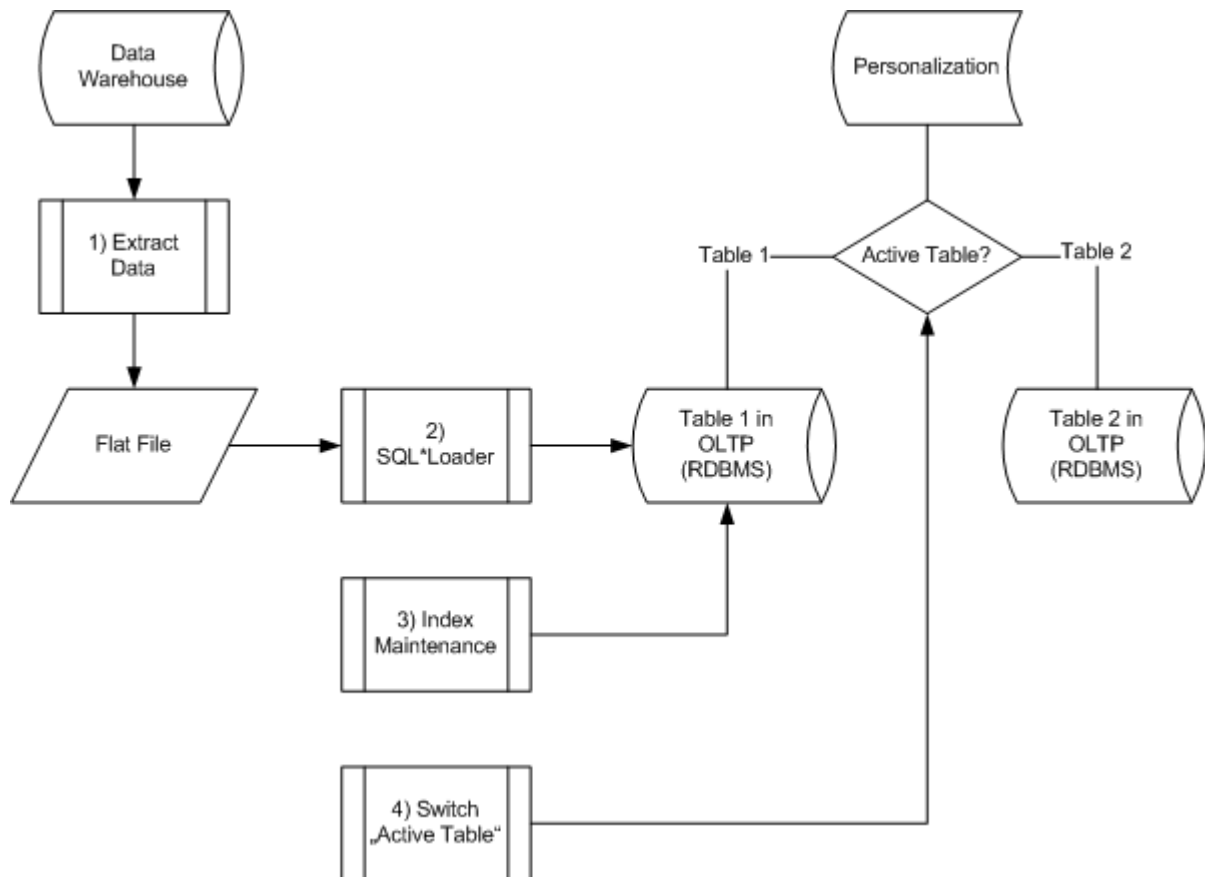 Data
Warehouse
Personalization
1) Extract
Data
Table 1
Active Table?
Table 2
Flat File
2)
SQL*Loader
Table 1 in
OLTP
(RDBMS)
Table 2 in
OLTP
(RDBMS)
3) Index
Maintenance
4) Switch
„Active Table“